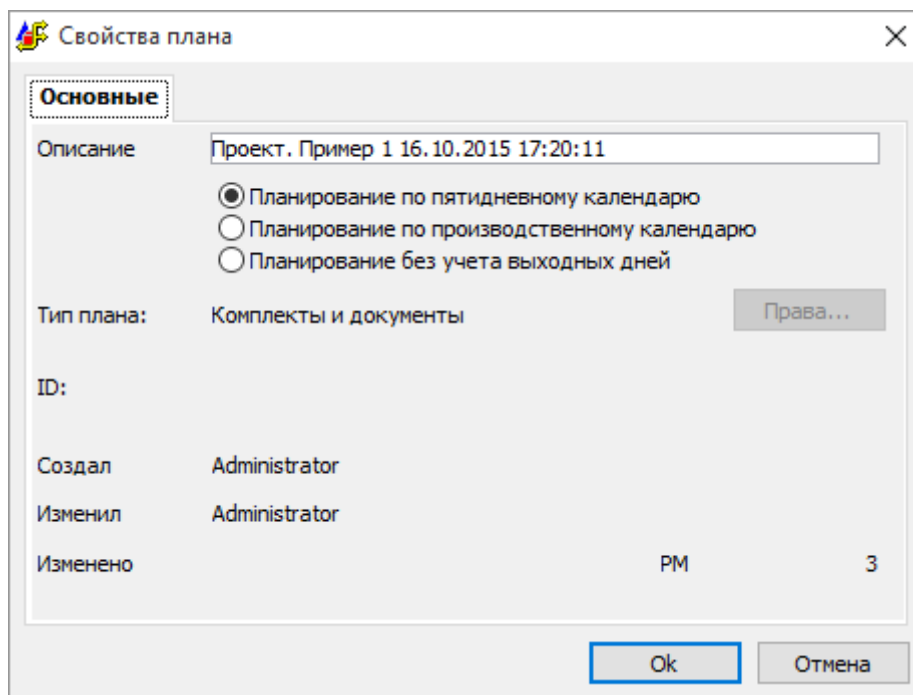 Свойства плана
Основные
Описание Проект. Пример 1 16.10.2015 17:20:11
Планирование по пятидневному календарю
Планирование по производственному календарю
Планирование без учета выходных дней
Тип плана: Комплекты и документы Права...
ID:
Создал Administrator
Изменил Administrator
Изменено PM 3
Ok Отмена